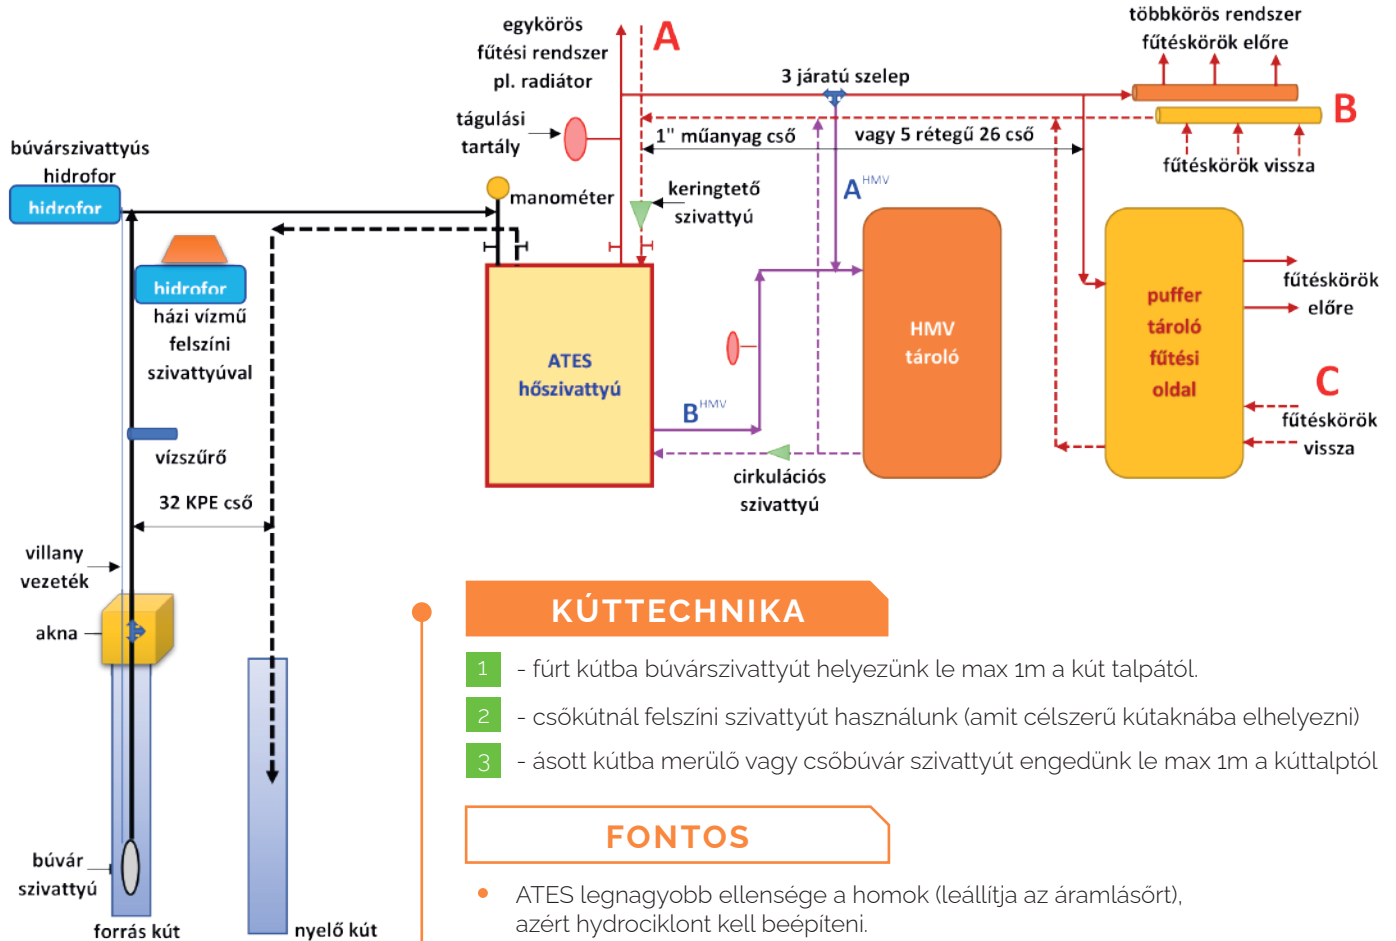 egykörös
fűtési rendszer
pl. radiátor
A
3 járatú szelep
többkörös rendszer
fűtéskörök előre
B
tágulási
tartály
1" műanyag cső
vagy 5 rétegű 26 cső
fűtéskörök vissza
búvárszivattyús
hidrofor
hidrofor
manométer
keringtető
szivattyú
A HMV
hidrofor
házi vízmű
felszíni
szivattyúval
ATES
hőszivattyú
HMV
tároló
puffer
tároló
fűtési
oldal
fűtéskörök
előre
C
fűtéskörök
vissza
B HMV
vízszűrő
cirkulációs
szivattyú
32 KPE cső
villany
vezeték
akna
búvár
szivattyú
forrás kút
nyelő kút
KÚTTECHNIKA
1 - fúrt kútba búvárszivattyút helyezünk le max 1m a kút talpától.
2 - csőkútnál felszíni szivattyút használunk (amit célszerű kútaknába elhelyezni)
3 - ásott kútba merülő vagy csőbúvár szivattyút engedünk le max 1m a kúttalptól
FONTOS
• ATES legnagyobb ellensége a homok (leállítja az áramlásőrt),
azért hydrociklont kell beépíteni.